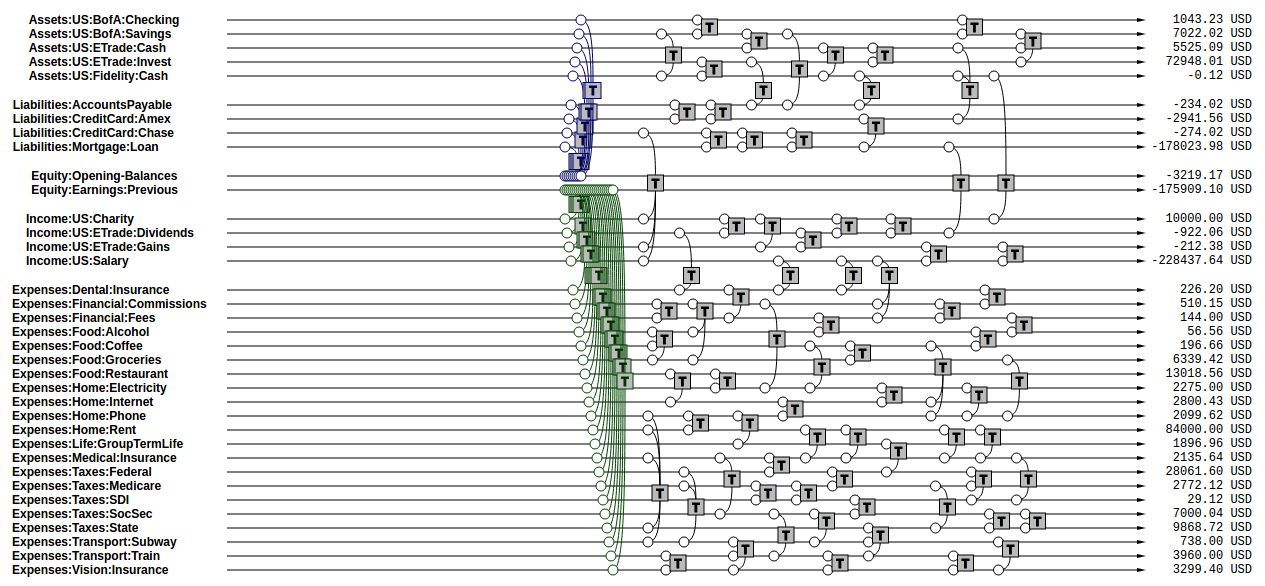 Assets:US:BofA:Checking 1043.23 USD
Assets:US:BofA:Savings 7022.02 USD
Assets:US:ETrade:Cash 5525.09 USD
Assets:US:ETrade:Invest 72948.01 USD
Assets:US:Fidelity:Cash -0.12 USD
Liabilities:AccountsPayable -234.02 USD
Liabilities:CreditCard:Amex -2941.56 USD
Liabilities:CreditCard:Chase -274.02 USD
Liabilities:Mortgage:Loan -178023.98 USD
Equity:Opening-Balances -3219.17 USD
Equity:Earnings:Previous -175909.10 USD
Income:US:Charity 10000.00 USD
Income:US:ETrade:Dividends -922.06 USD
Income:US:ETrade:Gains -212.38 USD
Income:US:Salary -228437.64 USD
Expenses:Dental:Insurance 226.20 USD
Expenses:Financial:Commissions 510.15 USD
Expenses:Financial:Fees 144.00 USD
Expenses:Food:Alcohol 56.56 USD
Expenses:Food:Coffee 196.66 USD
Expenses:Food:Groceries 6339.42 USD
Expenses:Food:Restaurant 13018.56 USD
Expenses:Home:Electricity 2275.00 USD
Expenses:Home:Internet 2800.43 USD
Expenses:Home:Phone 2099.62 USD
Expenses:Home:Rent 84000.00 USD
Expenses:Life:GroupTermLife 1896.96 USD
Expenses:Medical:Insurance 2135.64 USD
Expenses:Taxes:Federal 28061.60 USD
Expenses:Taxes:Medicare 2772.12 USD
Expenses:Taxes:SDI 29.12 USD
Expenses:Taxes:SocSec 7000.04 USD
Expenses:Taxes:State 9868.72 USD
Expenses:Transport:Subway 738.00 USD
Expenses:Transport:Train 3960.00 USD
Expenses:Vision:Insurance 3299.40 USD